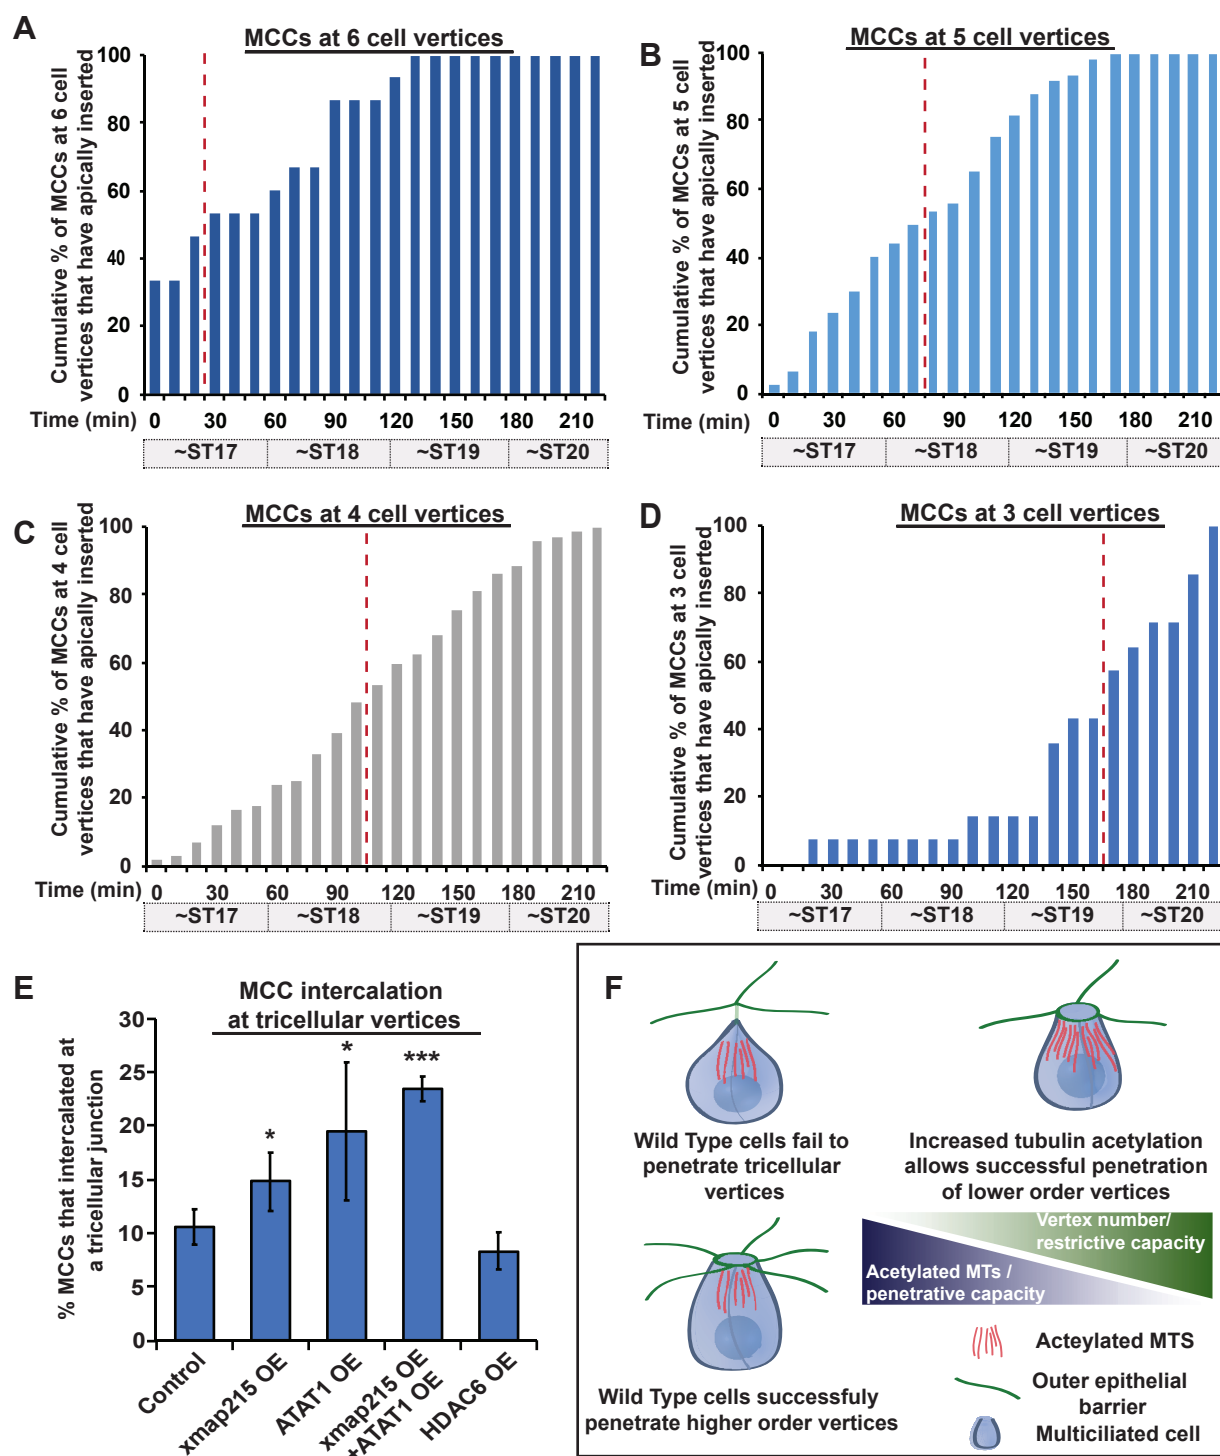 A
MCCs at 6 cell vertices
Cumulative % of MCCs at 6 cell
vertices that have apically inserted
100
80
60
40
20
0
Time (min)
0 30 60 90 120 150 180 210
~ST17 ~ST18 ~ST19 ~ST20
B
MCCs at 5 cell vertices
Cumulative % of MCCs at 5 cell
vertices that have apically inserted
100
80
60
40
20
0
Time (min)
0 30 60 90 120 150 180 210
~ST17 ~ST18 ~ST19 ~ST20
C
MCCs at 4 cell vertices
Cumulative % of MCCs at 4 cell
vertices that have apically inserted
100
80
60
40
20
0
Time (min)
0 30 60 90 120 150 180 210
~ST17 ~ST18 ~ST19 ~ST20
D
MCCs at 3 cell vertices
Cumulative % of MCCs at 3 cell
vertices that have apically inserted
100
80
60
40
20
0
Time (min)
0 30 60 90 120 150 180 210
~ST17 ~ST18 ~ST19 ~ST20
E
MCC intercalation
at tricellular vertices
% MCCs that intercalated at
a tricellular junction
30
25
20
15
10
5
0
* * ***
Control
xmap215 OE
ATAT1 OE
xmap215 OE
+ATAT1 OE
HDAC6 OE
F
Wild Type cells fail to
penetrate tricellular
vertices
Increased tubulin acetylation
allows successful penetration
of lower order vertices
Vertex number/
restrictive capacity
Acetylated MTs /
penetrative capacity
Wild Type cells successfuly
penetrate higher order vertices
Acteylated MTS
Outer epithelial
barrier
Multiciliated cell